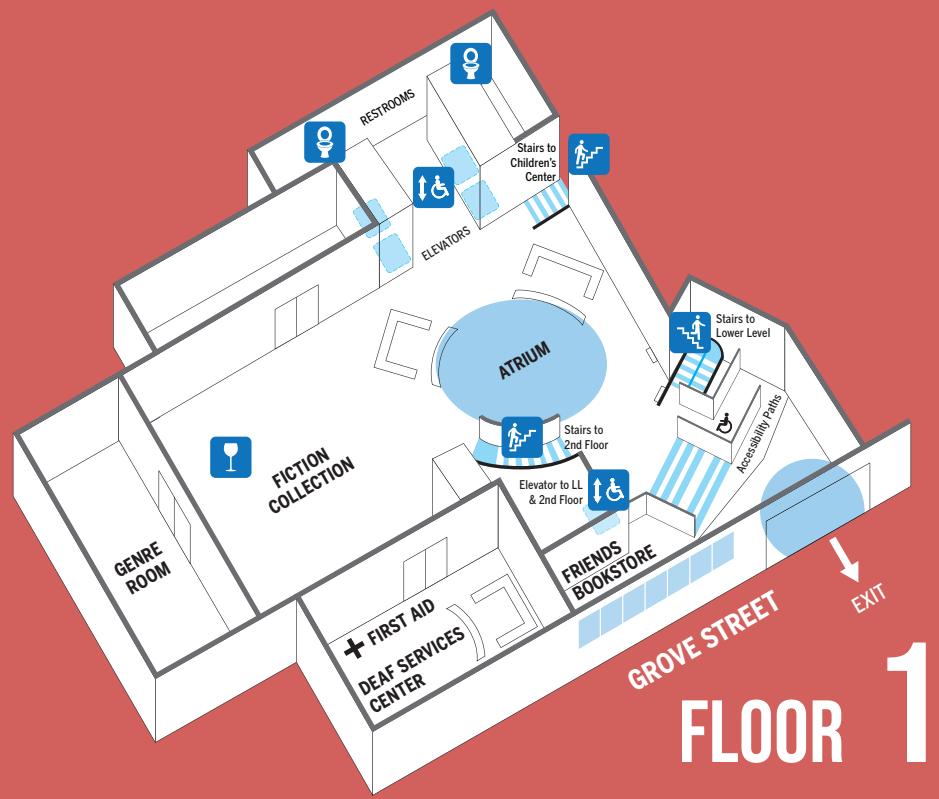 RESTROOMS
Stairs to
Children's
Center
ELEVATORS
Stairs to
Lower Level
ATRIUM
Accessibility Paths
Stairs to
2nd Floor
Elevator to LL
& 2nd Floor
FICTION
COLLECTION
GENRE
ROOM
FRIENDS
BOOKSTORE
FIRST AID
DEAF SERVICES
CENTER
EXIT
GROVE STREET
FLOOR 1